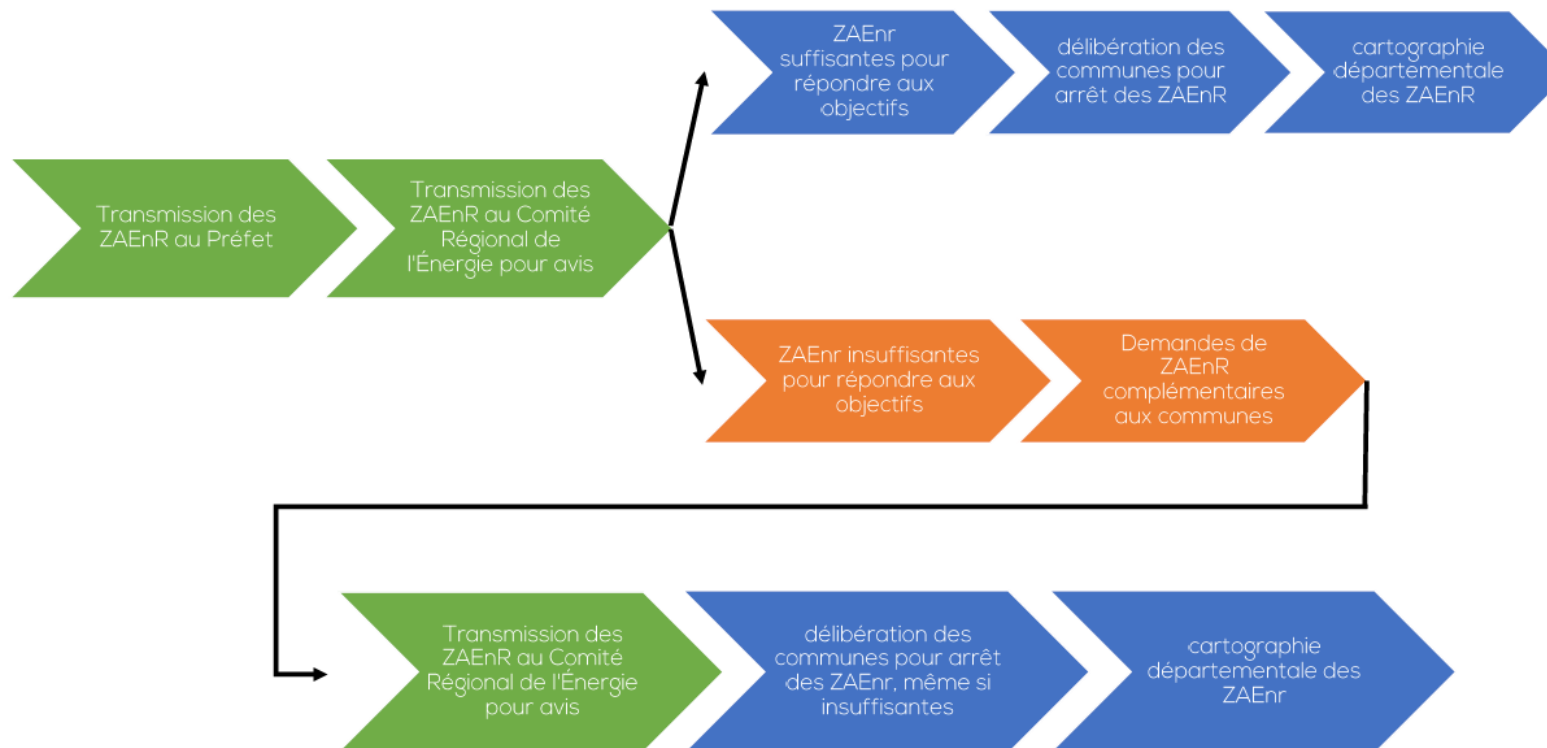 Transmission des
ZAEnR au Préfet
Transmission des
ZAEnR au Comité
Régional de
l'Énergie pour avis
ZAEnr
suffisantes pour
répondre aux
objectifs
délibération des
communes pour
arrêt des ZAEnR
cartographie
départementale
des ZAEnR
ZAEnr insuffisantes
pour répondre aux
objectifs
Demandes de
ZAEnR
complémentaires
aux communes
Transmission des
ZAEnR au Comité
Régional de l'Énergie
pour avis
délibération des
communes pour arrêt
des ZAEnr, même si
insuffisantes
cartographie
départementale des
ZAEnr